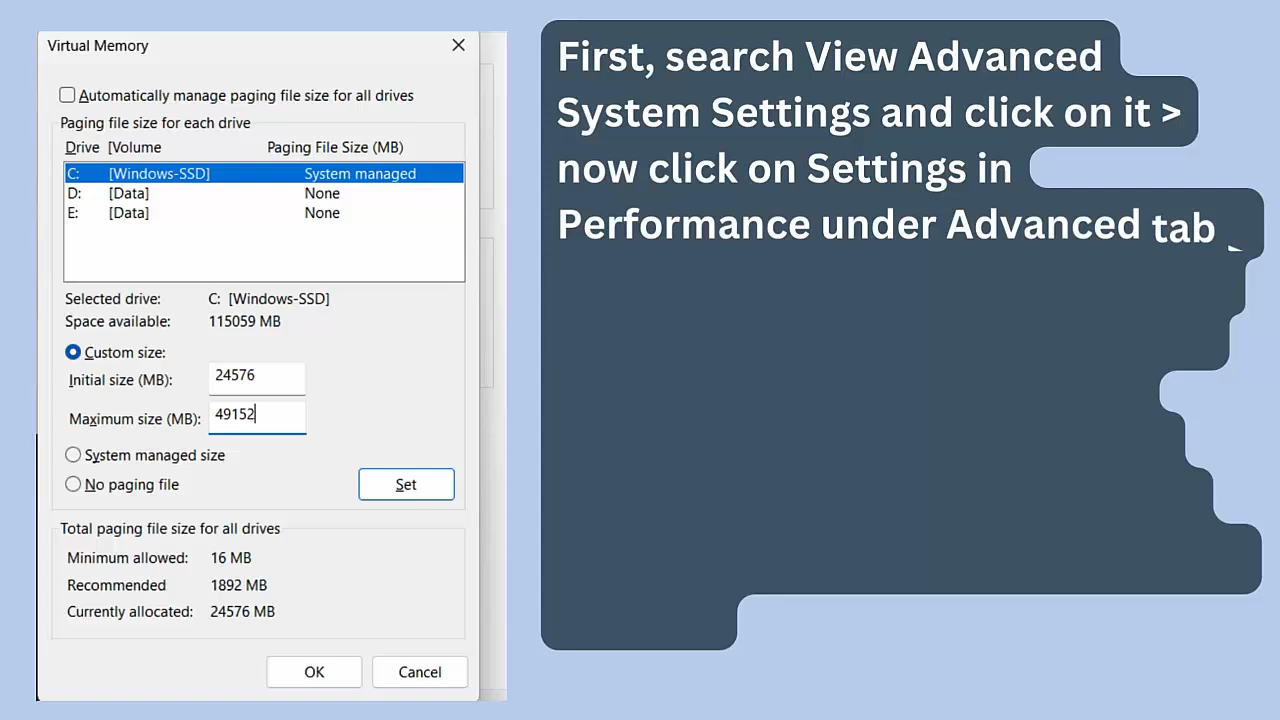 Virtual Memory
Automatically manage paging file size for all drives
Paging file size for each drive
Drive [Volume Paging File Size (MB)
C: [Windows-SSD] System managed
D: [Data] None
E: [Data] None
Selected drive: C: [Windows-SSD]
Space available: 115059 MB
Custom size:
Initial size (MB): 24576
Maximum size (MB): 49152
System managed size
No paging file
Set
Total paging file size for all drives
Minimum allowed: 16 MB
Recommended 1892 MB
Currently allocated: 24576 MB
OK Cancel
First, search View Advanced
System Settings and click on it >
now click on Settings in
Performance under Advanced tab